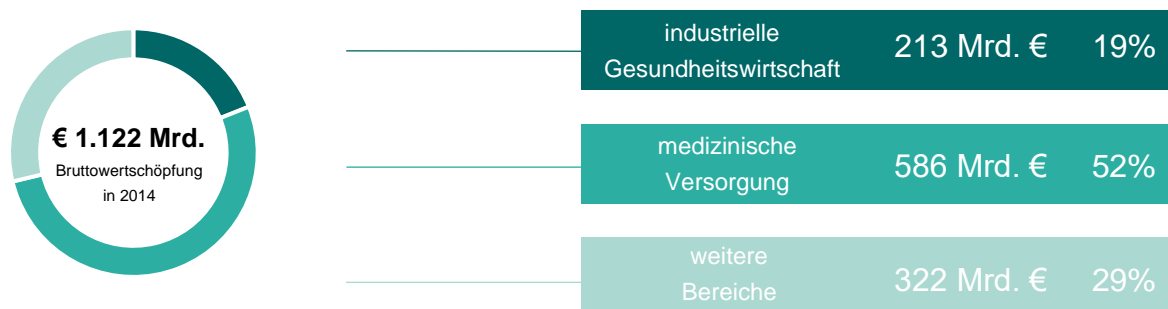 € 1.122 Mrd.
Bruttowertschöpfung
in 2014
industrielle
Gesundheitswirtschaft
213 Mrd. €
19%
medizinische
Versorgung
586 Mrd. €
52%
weitere
Bereiche
322 Mrd. €
29%